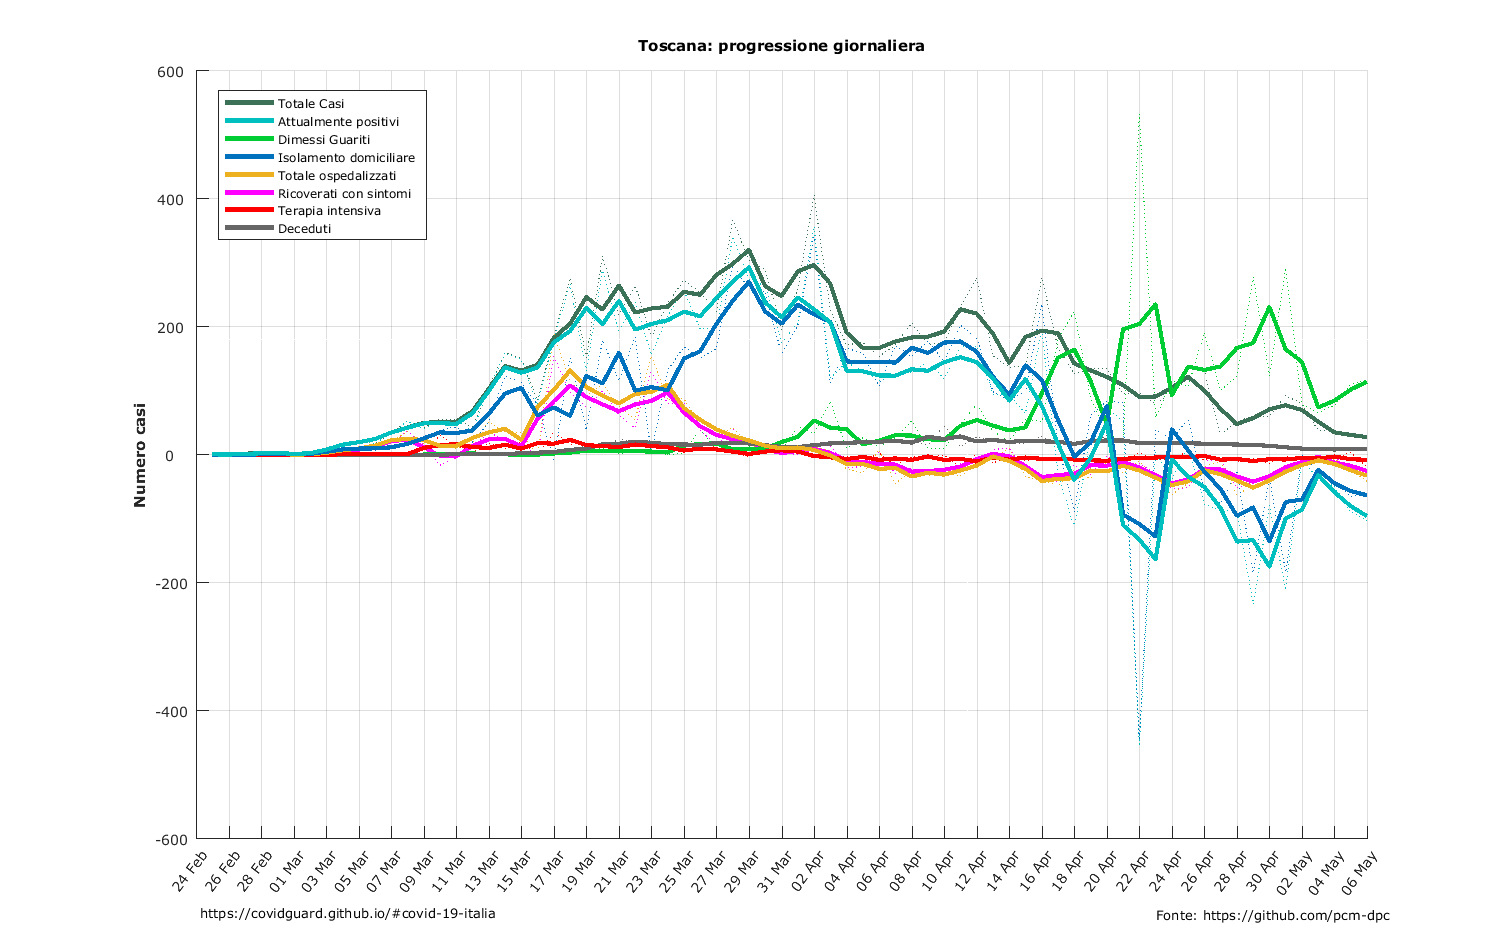 Toscana: progressione giornaliera
600
400
200
0
-200
-400
-600
Numero casi
Totale Casi
Attualmente positivi
Dimessi Guariti
Isolamento domiciliare
Totale ospedalizzati
Ricoverati con sintomi
Terapia intensiva
Deceduti
24 Feb
26 Feb
28 Feb
01 Mar
03 Mar
05 Mar
07 Mar
09 Mar
11 Mar
13 Mar
15 Mar
17 Mar
19 Mar
21 Mar
23 Mar
25 Mar
27 Mar
29 Mar
31 Mar
02 Apr
04 Apr
06 Apr
08 Apr
10 Apr
12 Apr
14 Apr
16 Apr
18 Apr
20 Apr
22 Apr
24 Apr
26 Apr
28 Apr
30 Apr
02 May
04 May
06 May
https://covidguard.github.io/#covid-19-italia
Fonte: https://github.com/pcm-dpc